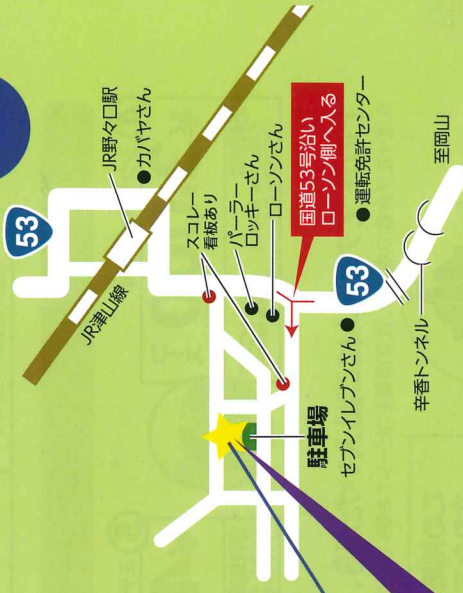 53
JR野々口駅
カバヤさん
JR津山線
スコレー
看板あり
パーラー
ロッキーさん
ローソンさん
国道53号沿い
ローソン側へ入る
運転免許センター
53
至岡山
駐車場
セブンイレブンさん
辛香トンネル